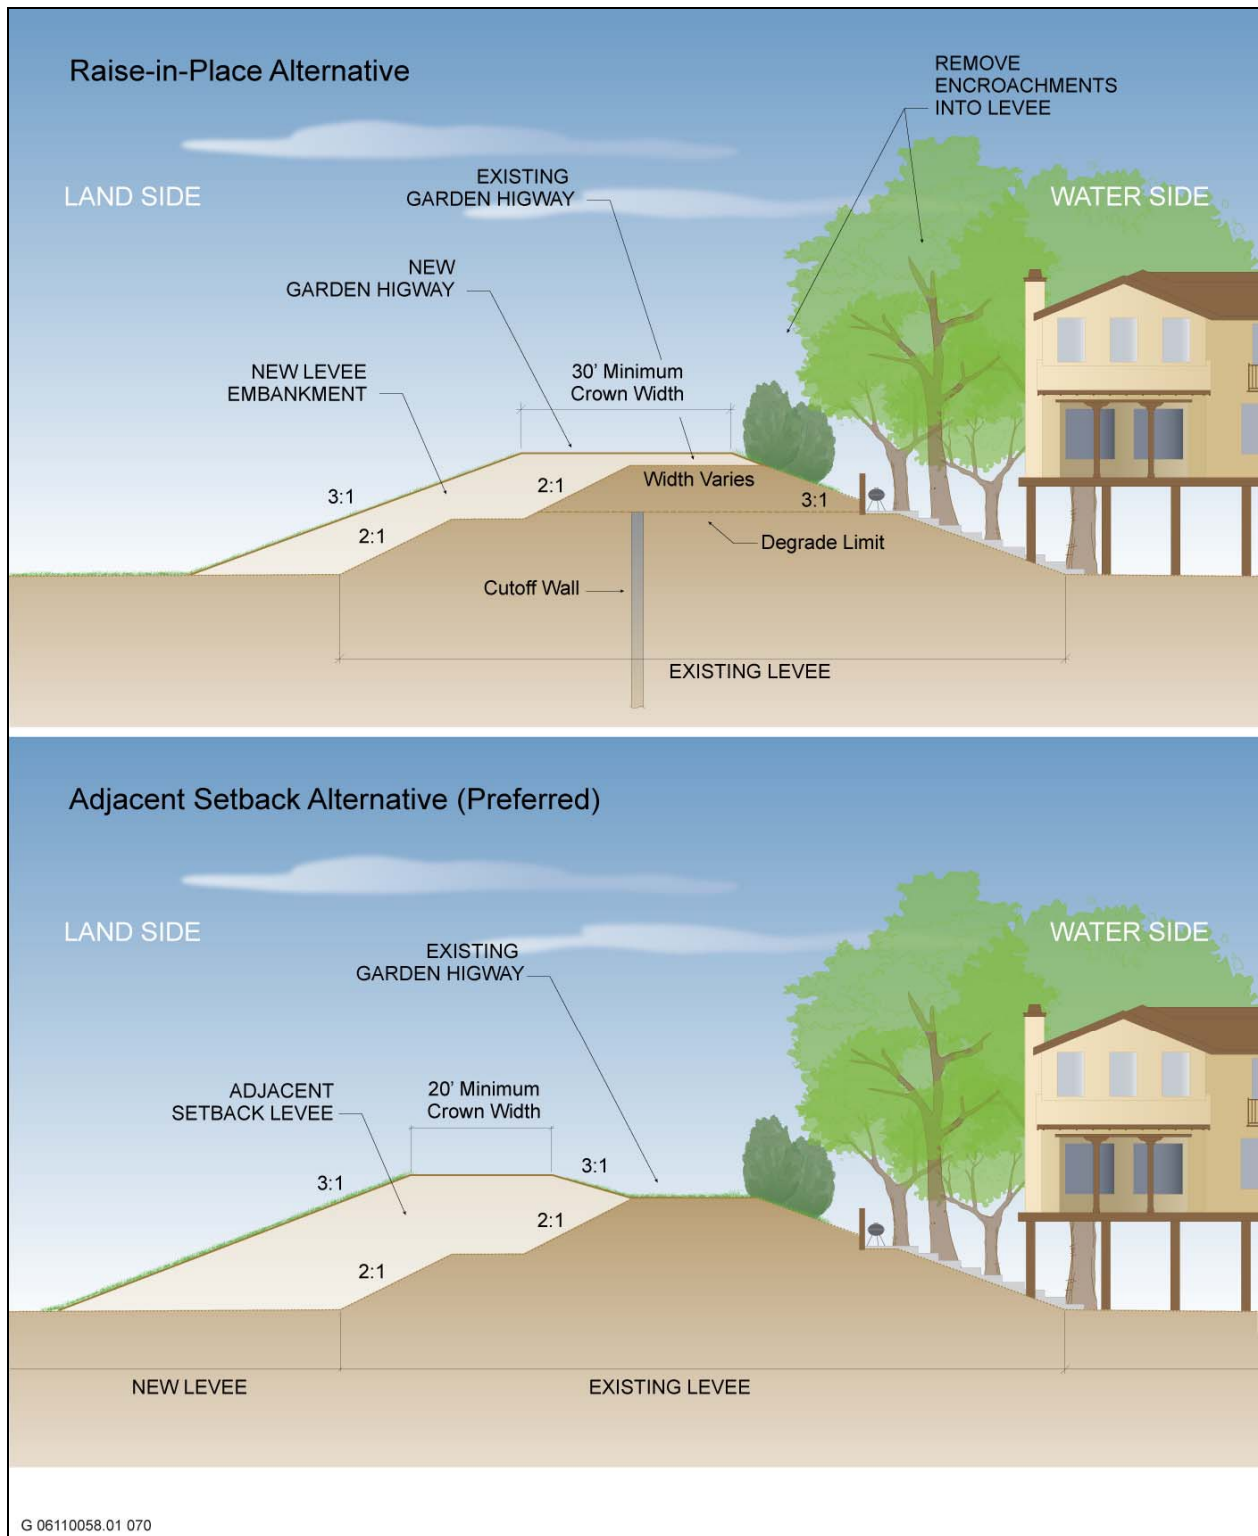 Raise-in-Place Alternative
REMOVE
ENCROACHMENTS
INTO LEVEE
LAND SIDE
EXISTING
GARDEN HIGWAY
WATER SIDE
NEW
GARDEN HIGWAY
NEW LEVEE
EMBANKMENT
30' Minimum
Crown Width
3:1
2:1
Width Varies
3:1
2:1
Degrade Limit
Cutoff Wall
EXISTING LEVEE
Adjacent Setback Alternative (Preferred)
LAND SIDE
EXISTING
GARDEN HIGWAY
WATER SIDE
ADJACENT
SETBACK LEVEE
20' Minimum
Crown Width
3:1
3:1
2:1
2:1
NEW LEVEE
EXISTING LEVEE
G 06110058.01 070